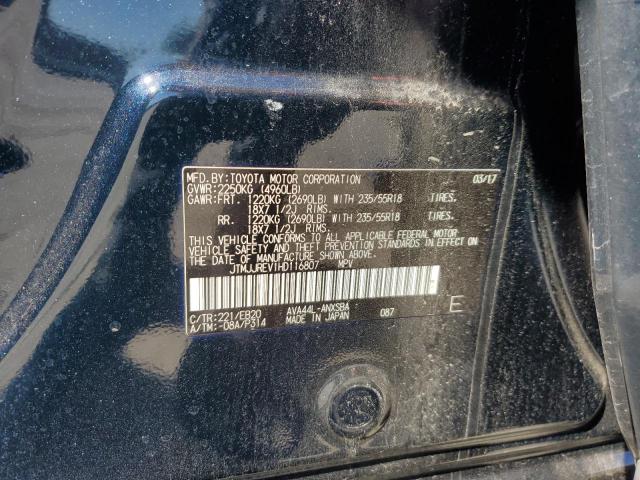 MFD. BY: TOYOTA MOTOR CORPORATION 03/17
GVWR: 2250KG (4960LB)
GAWR: FRT. 1220KG (2690LB) WITH 235/55R18 TIRES.
18X7 1/2J RIMS.
RR. 1220KG (2690LB) WITH 235/55R18 TIRES.
18X7 1/2J RIMS.
THIS VEHICLE CONFORMS TO ALL APPLICABLE FEDERAL MOTOR
VEHICLE SAFETY AND THEFT PREVENTION STANDARDS IN EFFECT ON
THE DATE OF MANUFACTURE SHOWN ABOVE.
JTMJJREV1HD116807 MPV
C/TR: 221/EB20 AVA44L-ANXSBA
A/TM: -08A/P314 MADE IN JAPAN 087 E